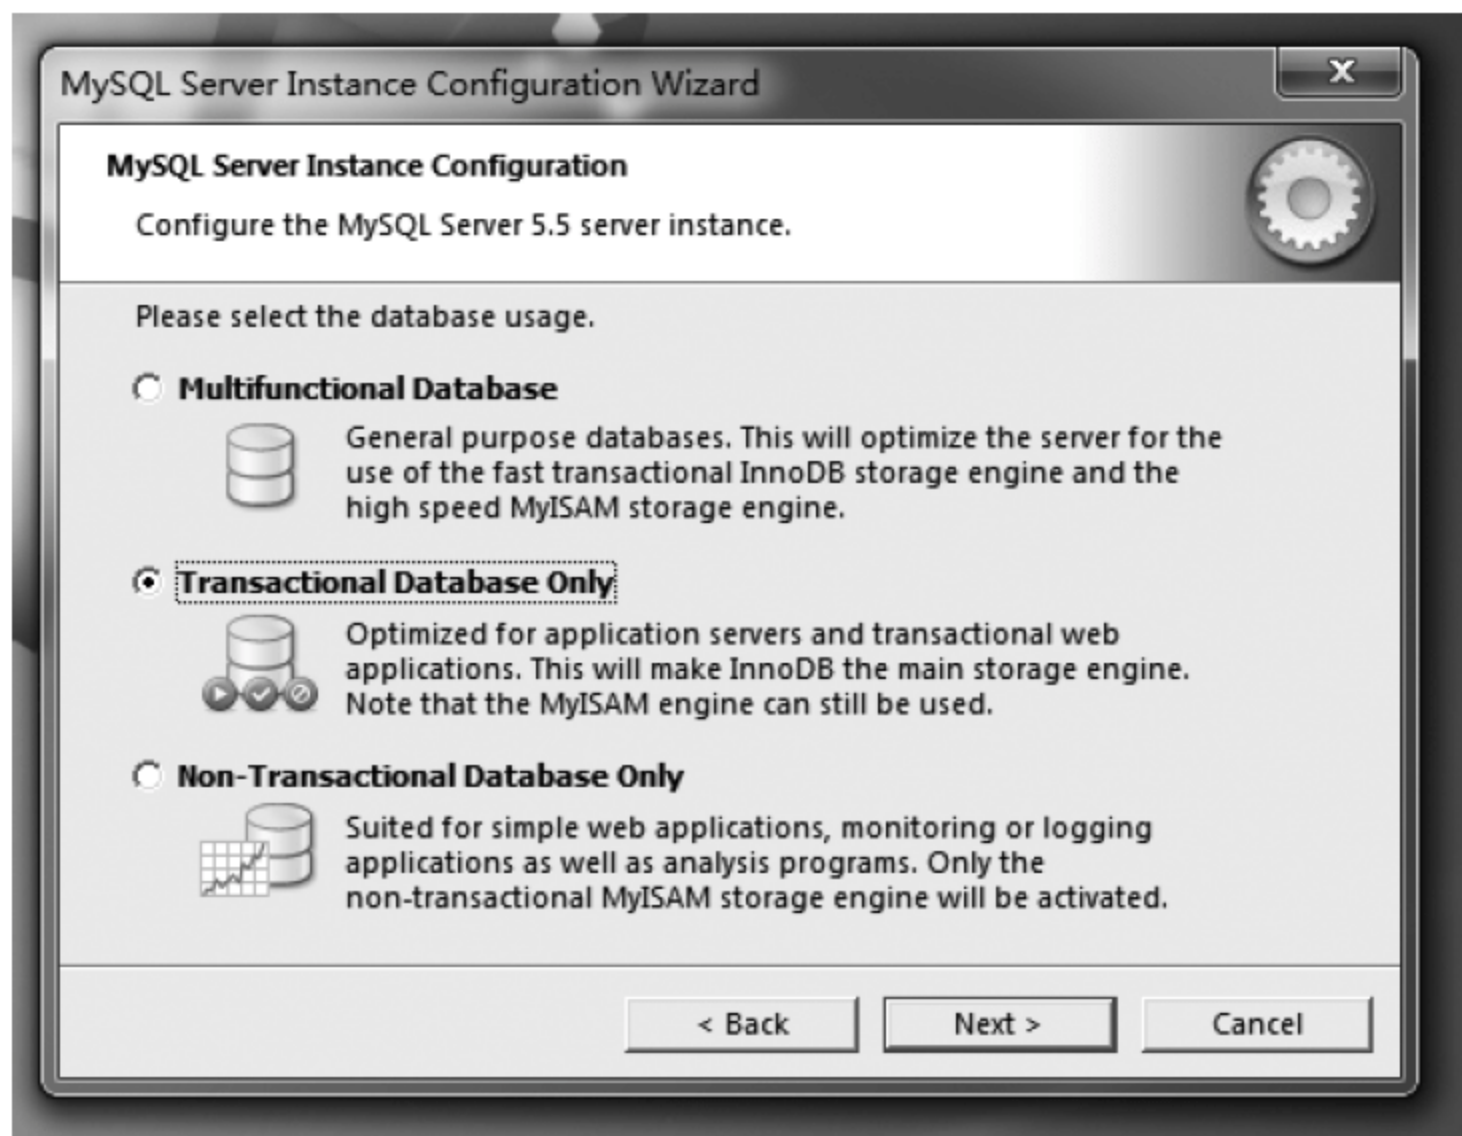 MySQL Server Instance Configuration Wizard
X
MySQL Server Instance Configuration
Configure the MySQL Server 5.5 server instance.
Please select the database usage.
Multifunctional Database
General purpose databases. This will optimize the server for the
use of the fast transactional InnoDB storage engine and the
high speed MyISAM storage engine.
Transactional Database Only
Optimized for application servers and transactional web
applications. This will make InnoDB the main storage engine.
Note that the MyISAM engine can still be used.
Non-Transactional Database Only
Suited for simple web applications, monitoring or logging
applications as well as analysis programs. Only the
non-transactional MyISAM storage engine will be activated.
< Back
Next >
Cancel